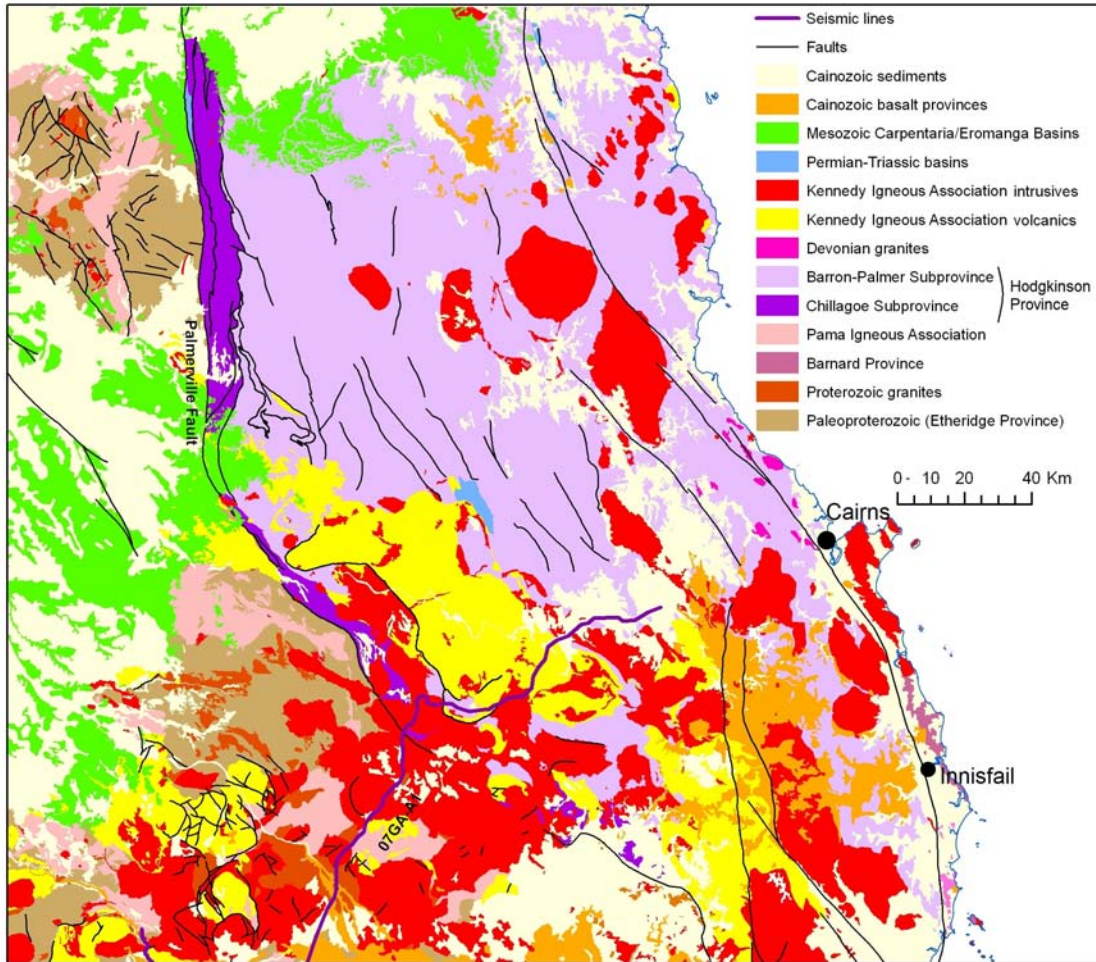 Seismic lines
Faults
Cainozoic sediments
Cainozoic basalt provinces
Mesozoic Carpentaria/Eromanga Basins
Permian-Triassic basins
Kennedy Igneous Association intrusives
Kennedy Igneous Association volcanics
Devonian granites
Barron-Palmer Subprovince
Chillagoe Subprovince
Hodgkinson
Province
Pama Igneous Association
Barnard Province
Proterozoic granites
Paleoproterozoic (Etheridge Province)
0 - 10 20 40 Km
Palmerville Fault
Cairns
Innisfail
07GA A1